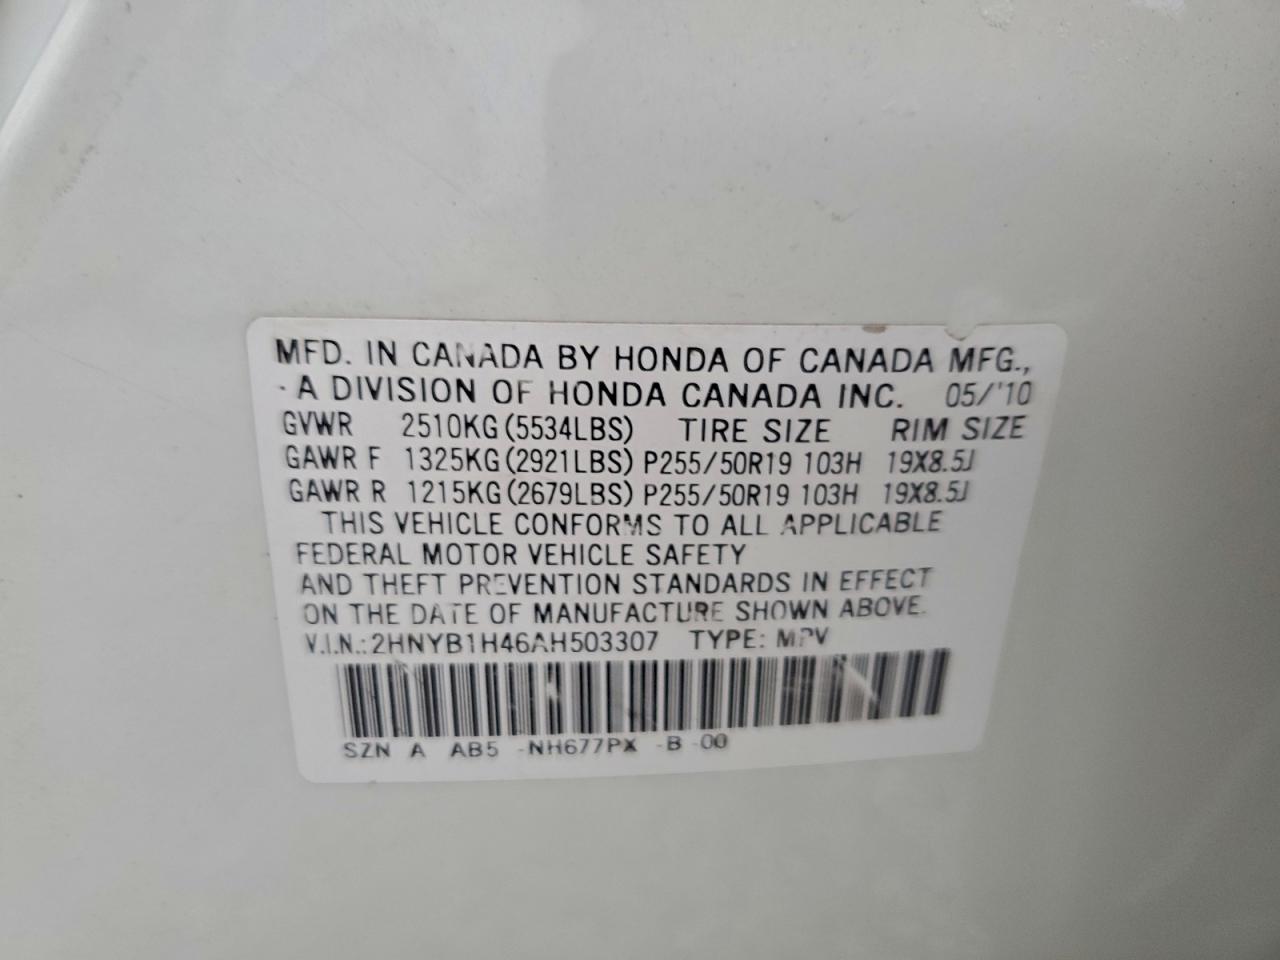 MFD. IN CANADA BY HONDA OF CANADA MFG.,
A DIVISION OF HONDA CANADA INC. 05/'10
GVWR 2510KG(5534LBS) TIRE SIZE RIM SIZE
GAWR F 1325KG(2921LBS) P255/50R19 103H 19X8.5J
GAWR R 1215KG(2679LBS) P255/50R19 103H 19X8.5J
THIS VEHICLE CONFORMS TO ALL APPLICABLE
FEDERAL MOTOR VEHICLE SAFETY
AND THEFT PREVENTION STANDARDS IN EFFECT
ON THE DATE OF MANUFACTURE SHOWN ABOVE.
V.I.N.:2HNYB1H46AH503307 TYPE: MPV
SZN A AB5 -NH677PX -B -00